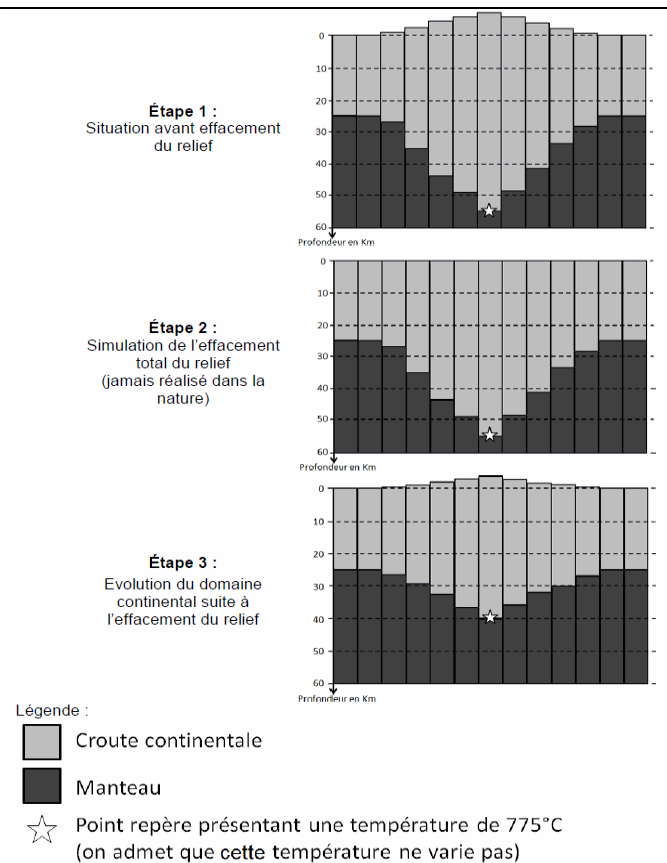 Étape 1 :
Situation avant effacement
du relief
0
10
20
30
40
50
60
Profondeur en Km
Étape 2 :
Simulation de l'effacement
total du relief
(jamais réalisé dans la
nature)
0
10
20
30
40
50
60
Profondeur en Km
Étape 3 :
Evolution du domaine
continental suite à
l'effacement du relief
0
10
20
30
40
50
60
Profondeur en Km
Légende :
Croute continentale
Manteau
Point repère présentant une température de 775°C
(on admet que cette température ne varie pas)